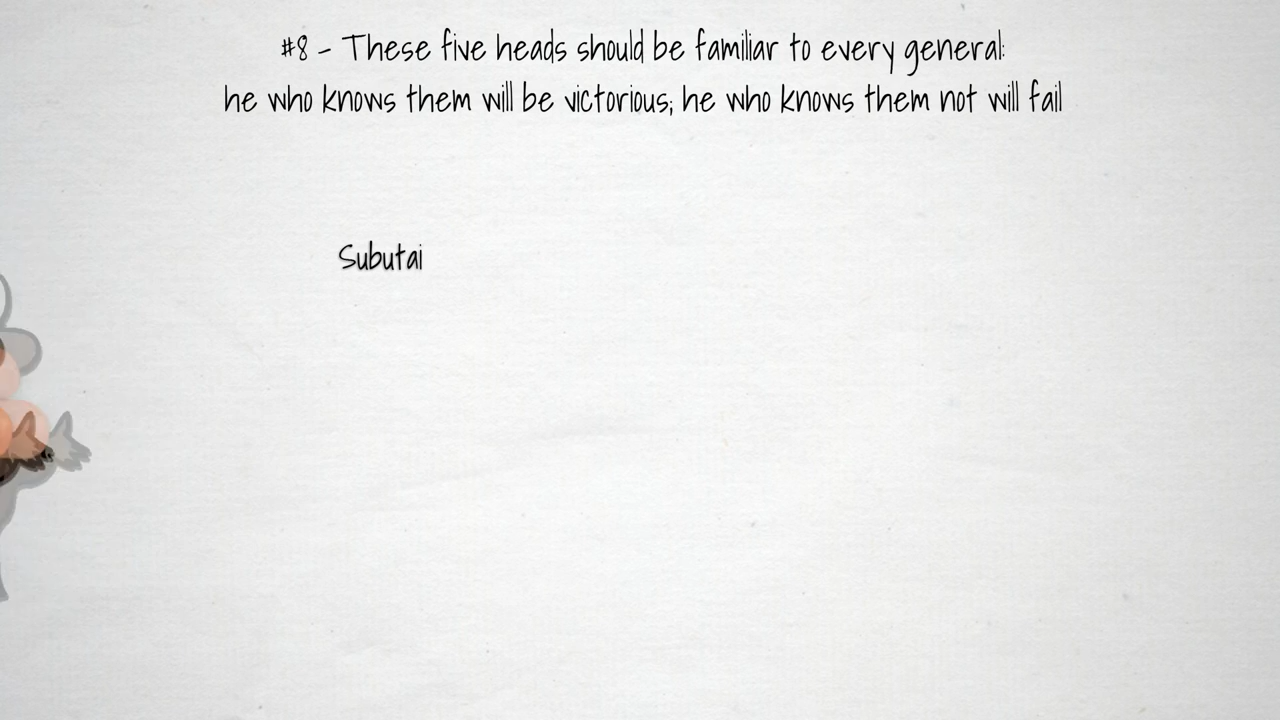 #8 - These five heads should be familiar to every general:
he who knows them will be victorious; he who knows them not will fail
Subutai